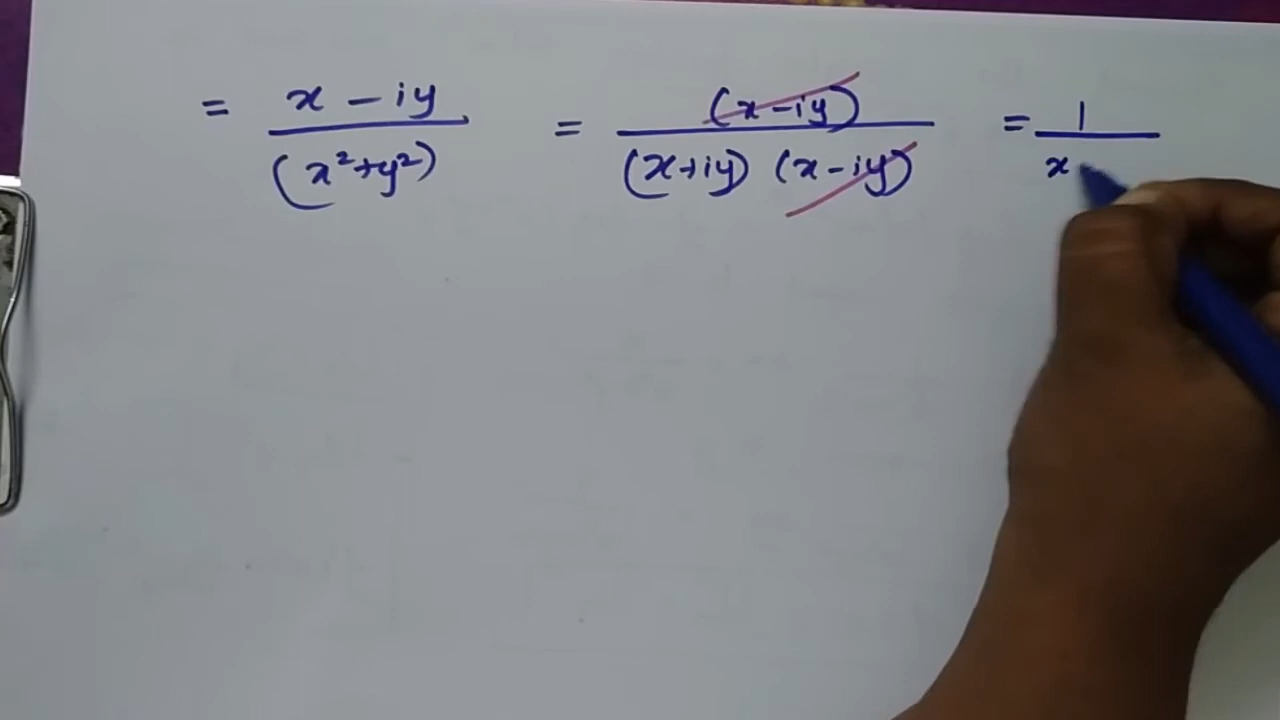 = x - iy / (x²+y²) = (x-iy) / (x+iy) (x-iy) = 1 / x